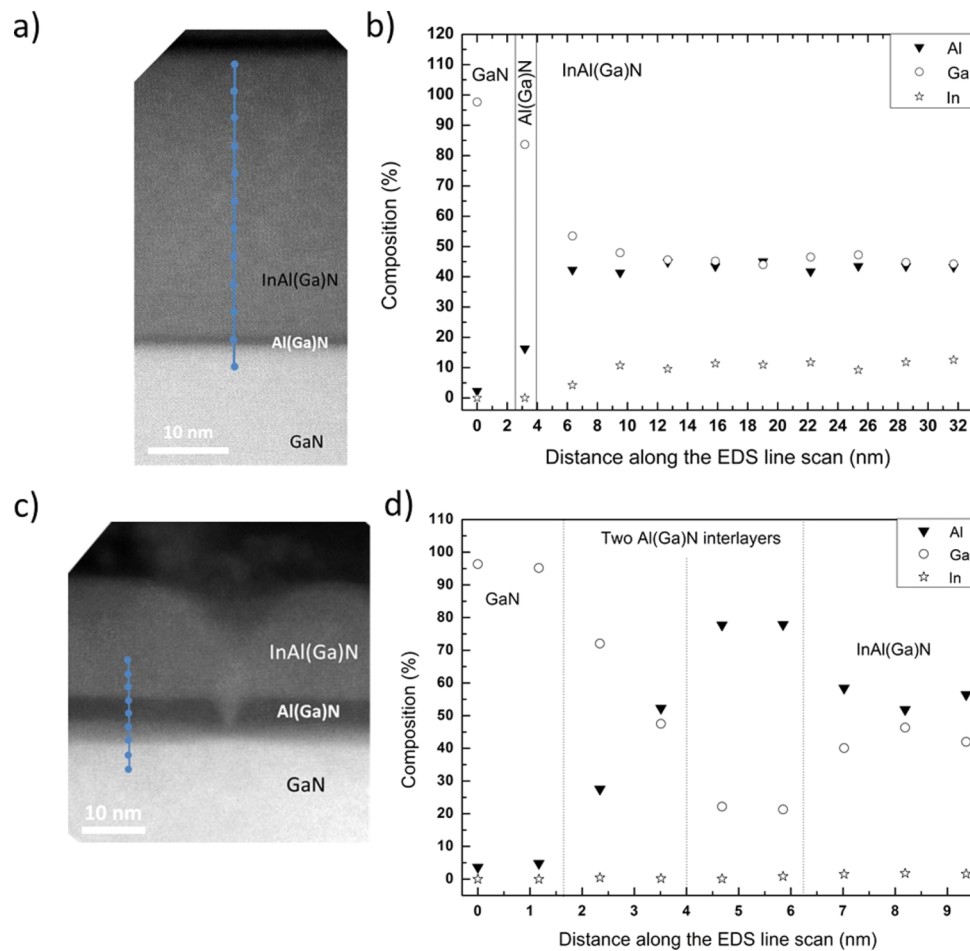 a)
InAl(Ga)N
Al(Ga)N
10 nm
GaN
b)
120
110
100
90
80
70
60
50
40
30
20
10
0
Composition (%)
GaN
Al(Ga)N
InAl(Ga)N
Al
Ga
In
0 2 4 6 8 10 12 14 16 18 20 22 24 26 28 30 32
Distance along the EDS line scan (nm)
c)
InAl(Ga)N
Al(Ga)N
GaN
10 nm
d)
110
100
90
80
70
60
50
40
30
20
10
0
Composition (%)
Two Al(Ga)N interlayers
GaN
InAl(Ga)N
Al
Ga
In
0 1 2 3 4 5 6 7 8 9
Distance along the EDS line scan (nm)